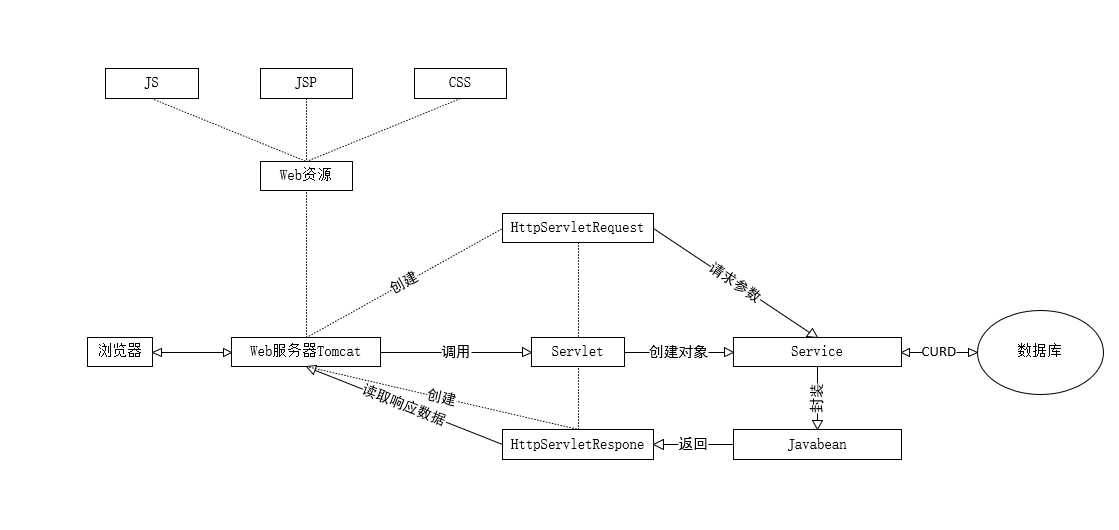 JS
JSP
CSS
Web资源
HttpServletRequest
创建
请求参数
浏览器
Web服务器Tomcat
调用
Servlet
创建对象
Service
CURD
数据库
创建
读取响应数据
封装
HttpServletRespone
返回
Javabean